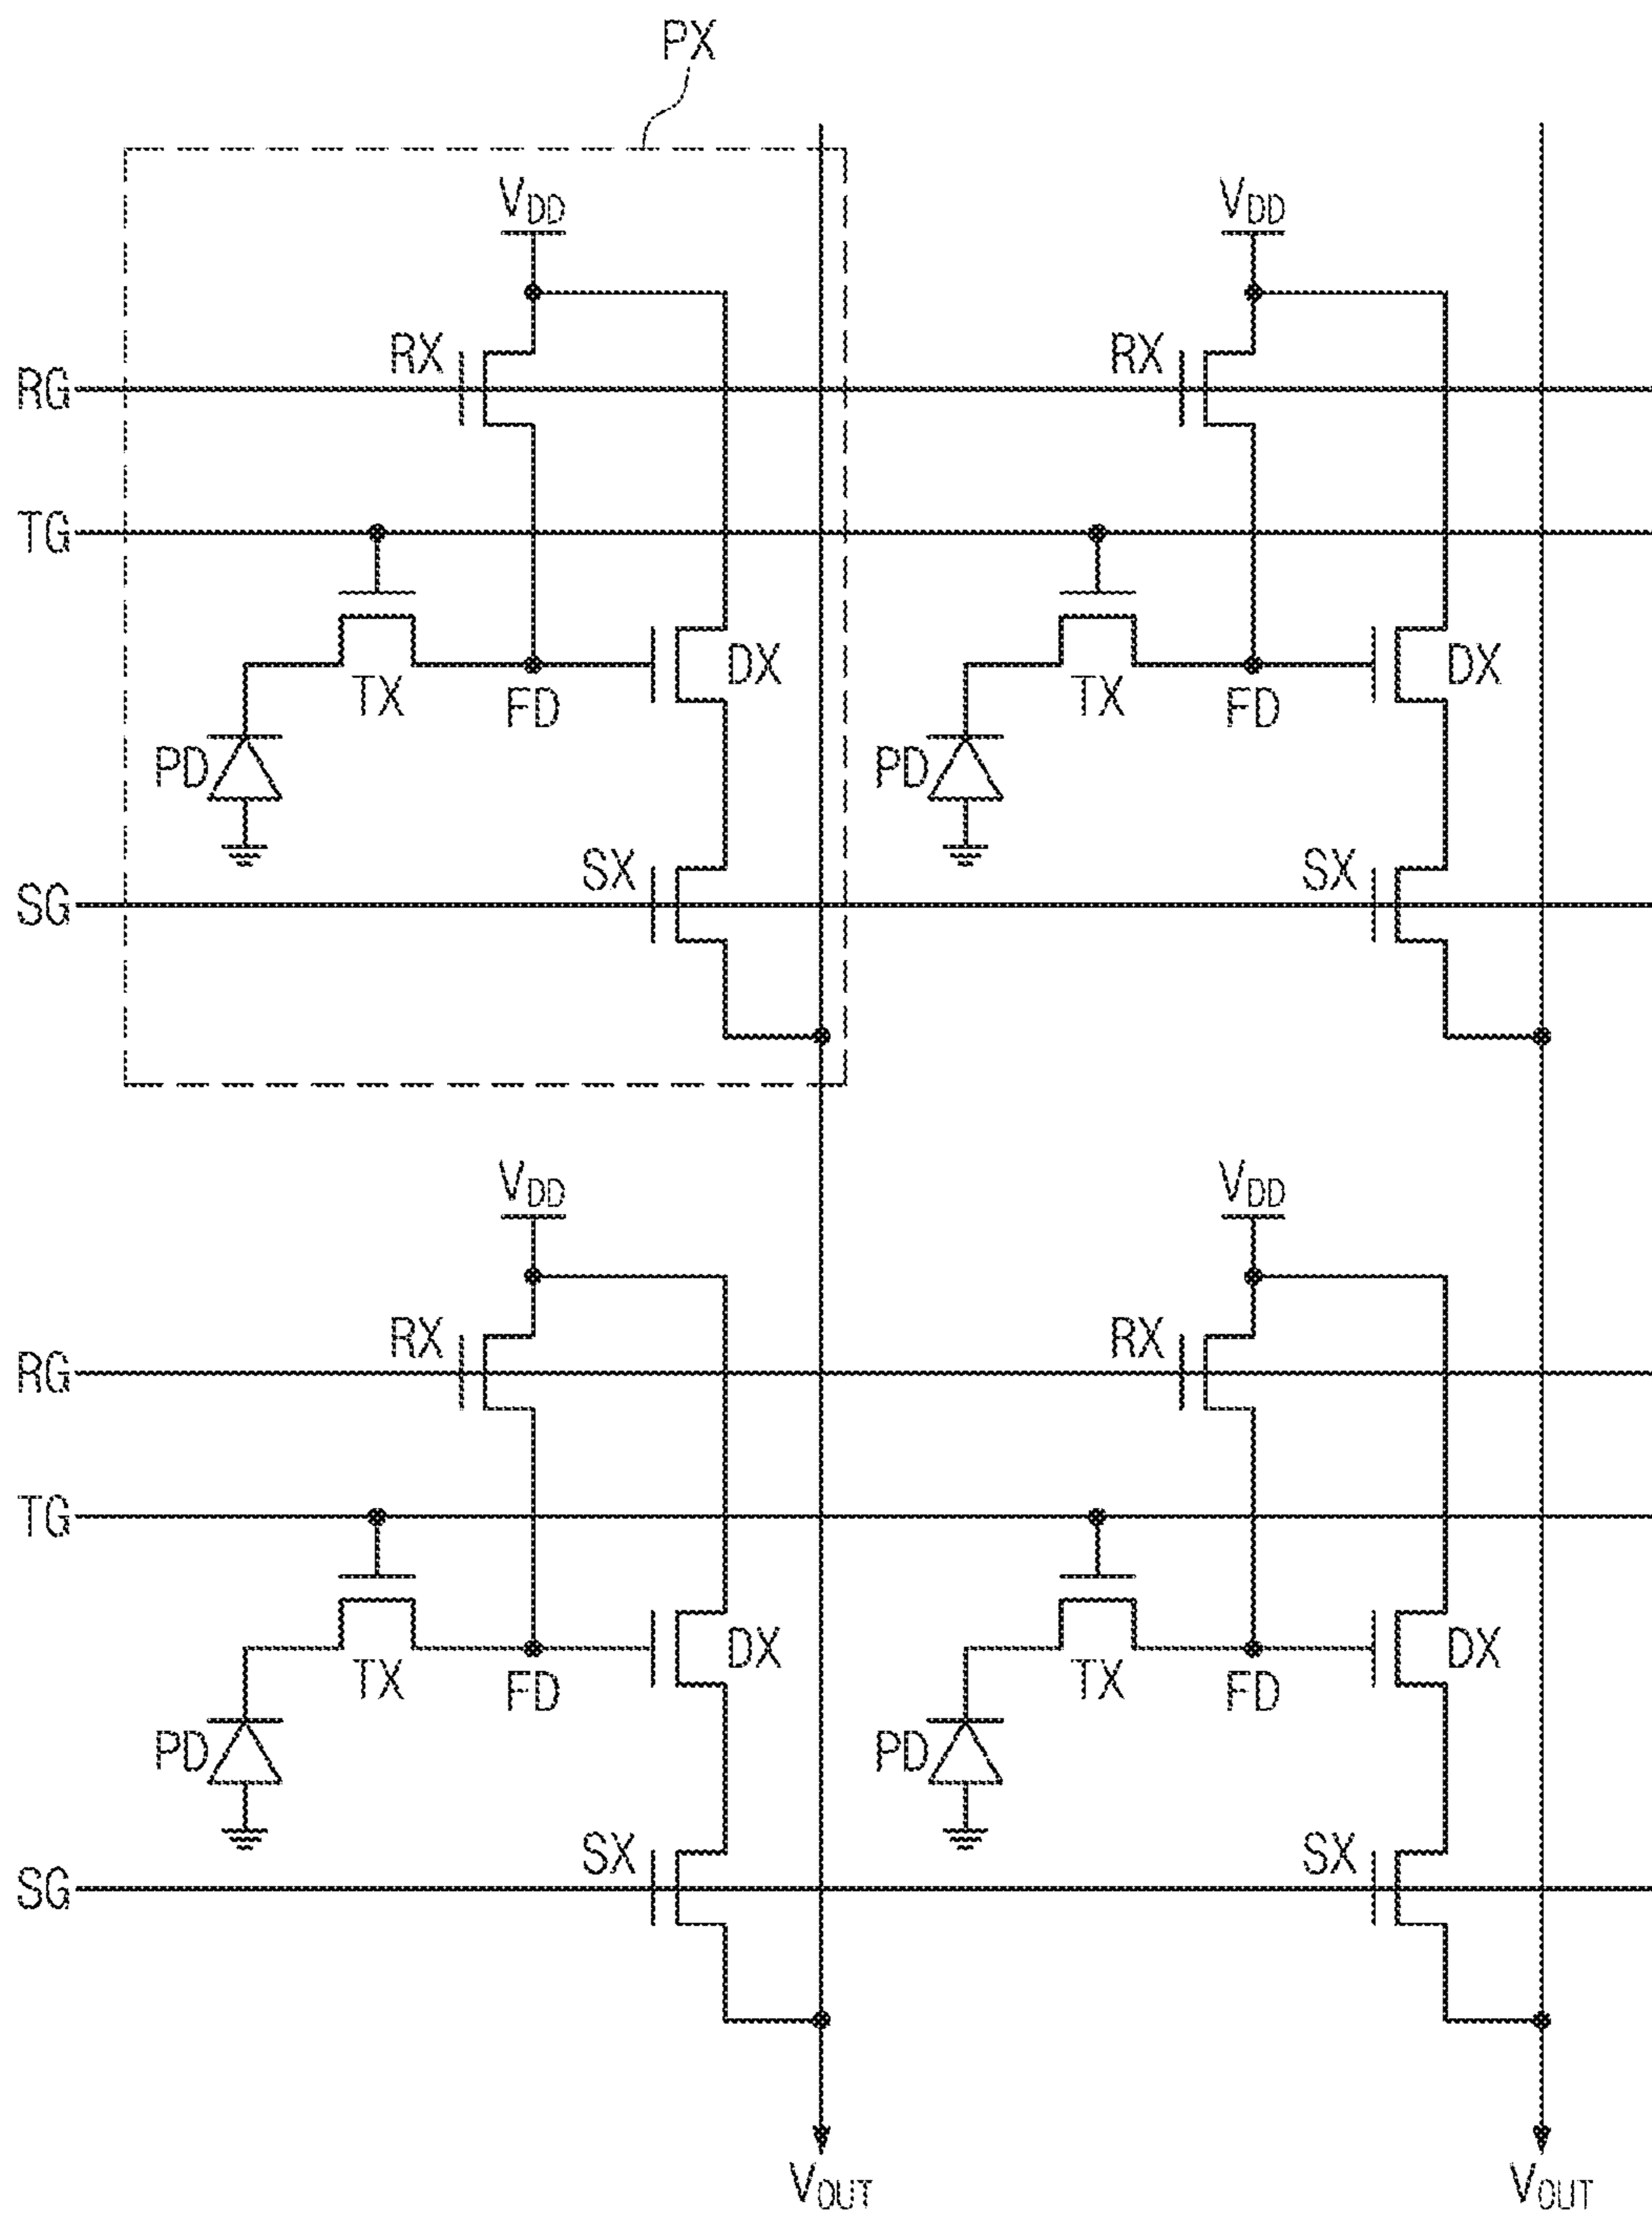 PX
VDD VDD
RX RX
RG
TG
DX DX
TX FD TX FD
PD PD
SX SX
SG
VDD VDD
RX RX
RG
TG
DX DX
TX FD TX FD
PD PD
SX SX
SG
VOUT VOUT